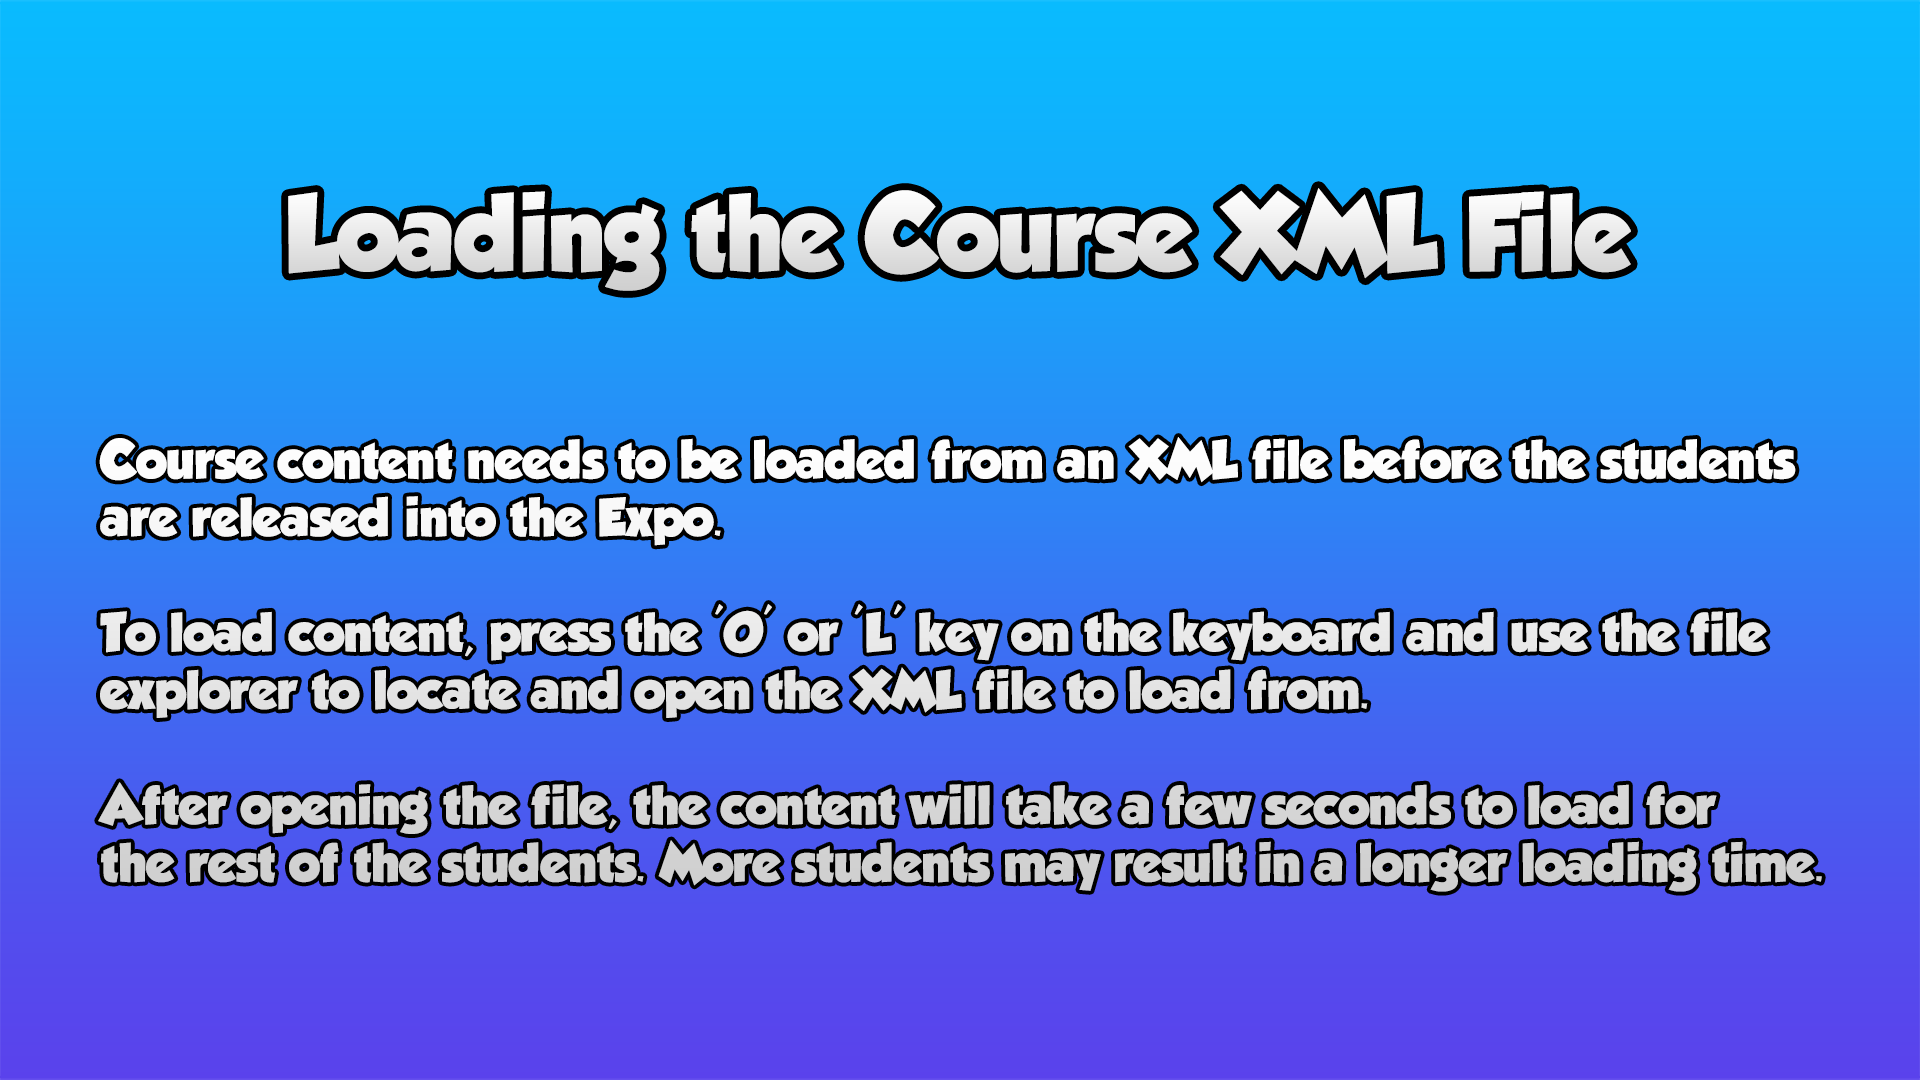 Loading the Course XML File
Course content needs to be loaded from an XML file before the students
are released into the Expo.
To load content, press the 'O' or 'L' key on the keyboard and use the file
explorer to locate and open the XML file to load from.
After opening the file, the content will take a few seconds to load for
the rest of the students. More students may result in a longer loading time.